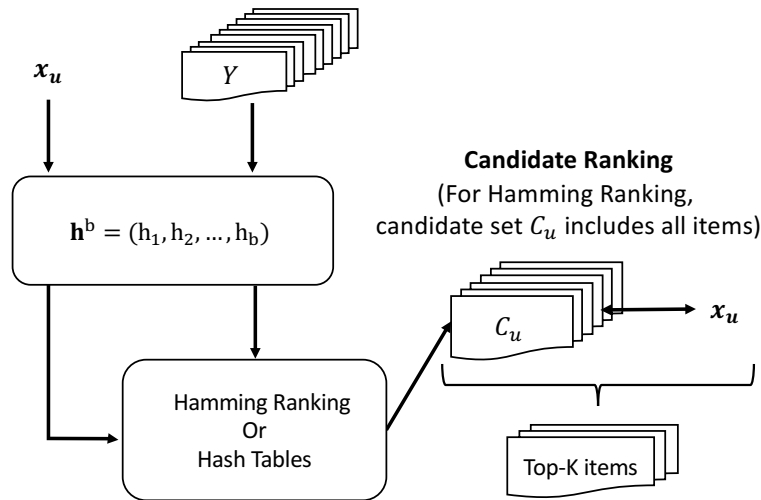 x_u
Y
Candidate Ranking
(For Hamming Ranking,
candidate set C_u includes all items)
h^b = (h_1, h_2, …, h_b)
C_u
x_u
Hamming Ranking
Or
Hash Tables
Top-K items